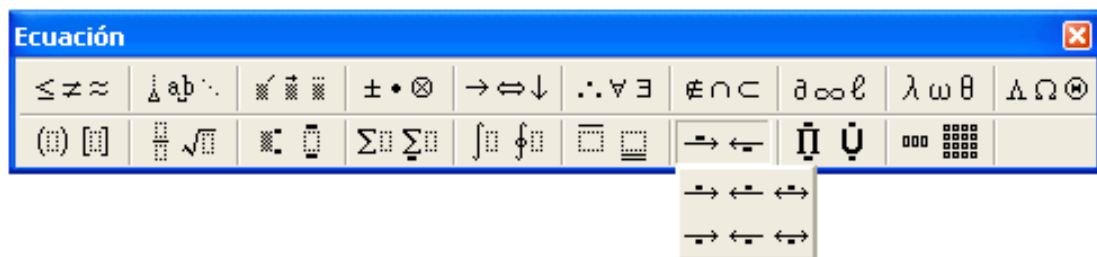 Ecuación
≤ ≠ ≈ ȧ a͟b ⋱ ± • ⊗ → ⇔ ↓ ∴ ∀ ∃ ∉ ∩ ⊂ ∂ ∞ ℓ λ ω θ Λ Ω Θ
( ) [ ] √ Σ Σ ∫ ∮ → ← Π̣̇ Ụ̇
→ ← ↔
→ ← ↔